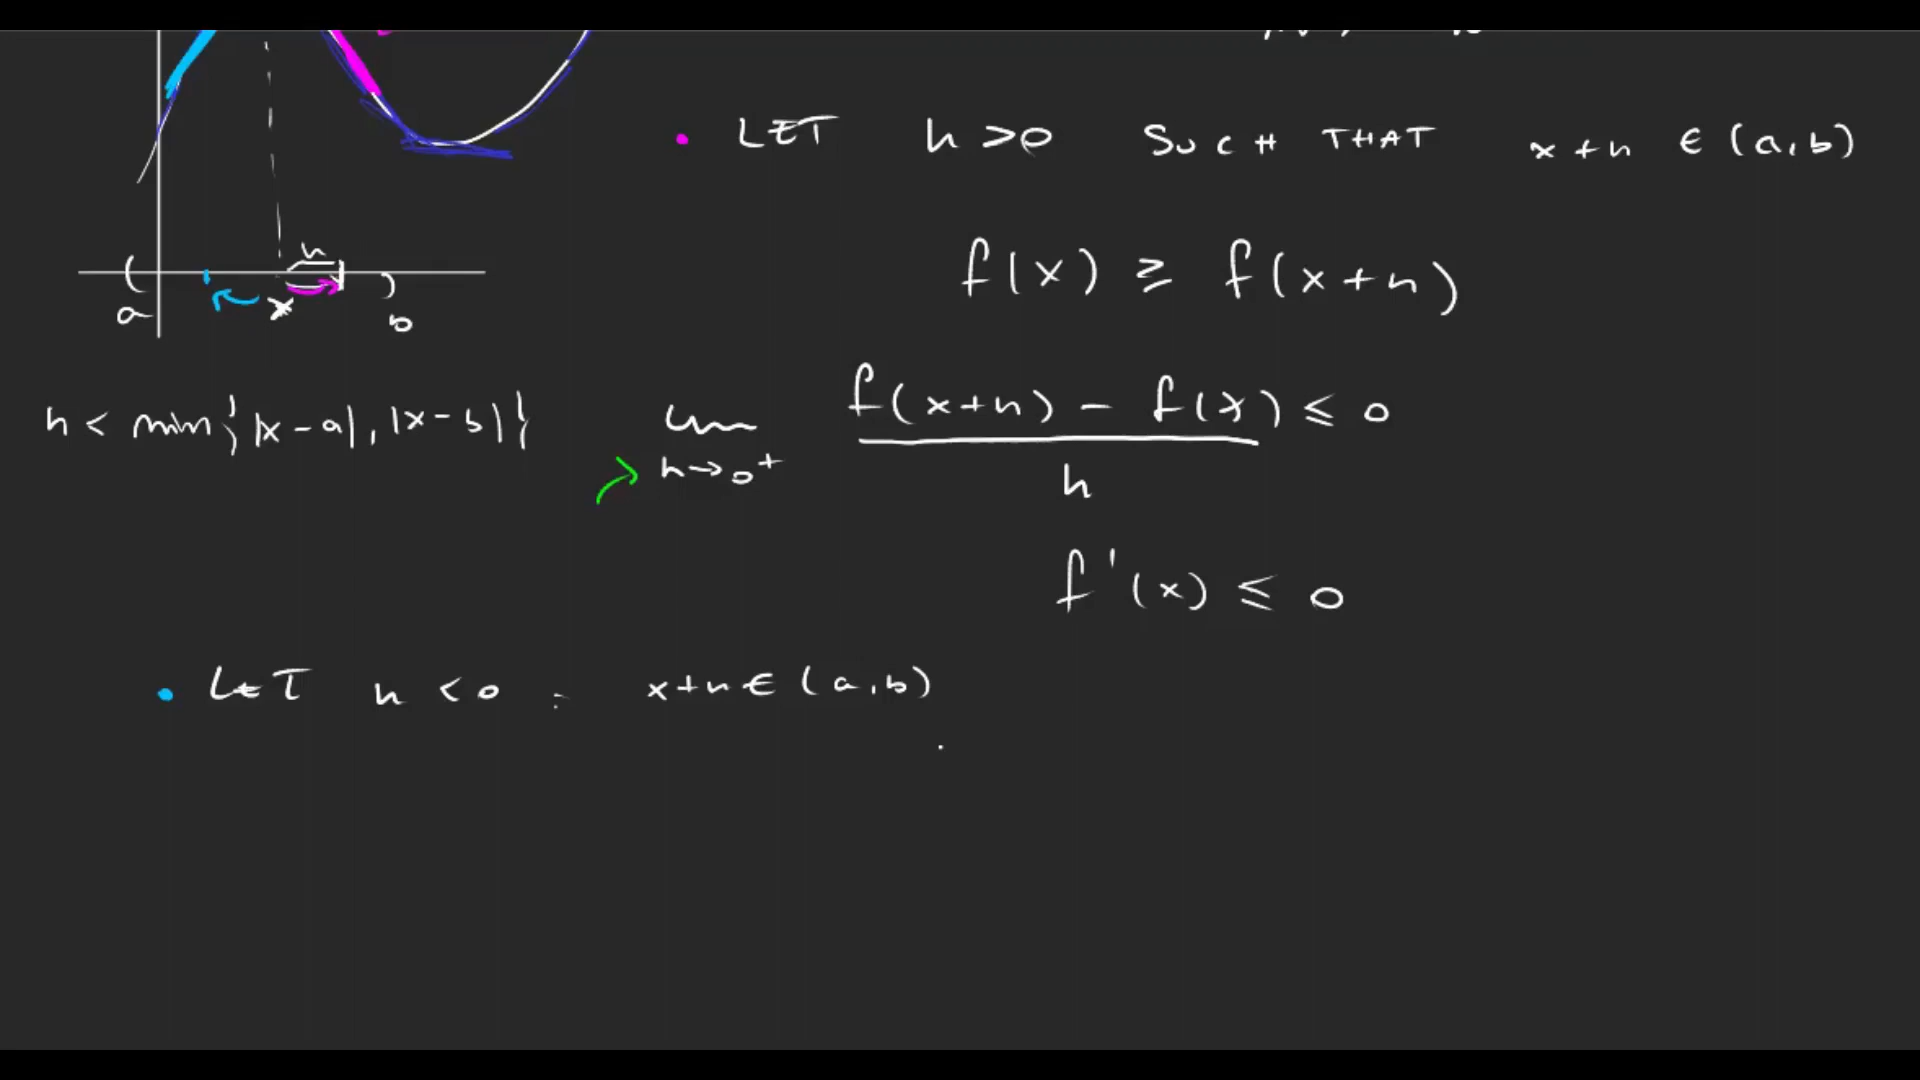 • LET h >0 SUCH THAT x+h ∈ (a,b)
f(x) ≥ f(x+h)
h
a x b
h < min{|x-a|, |x-b|}
lim h→0⁺ f(x+h) - f(x) ≤ 0
h
f'(x) ≤ 0
• LET h <0 : x+h ∈ (a,b)